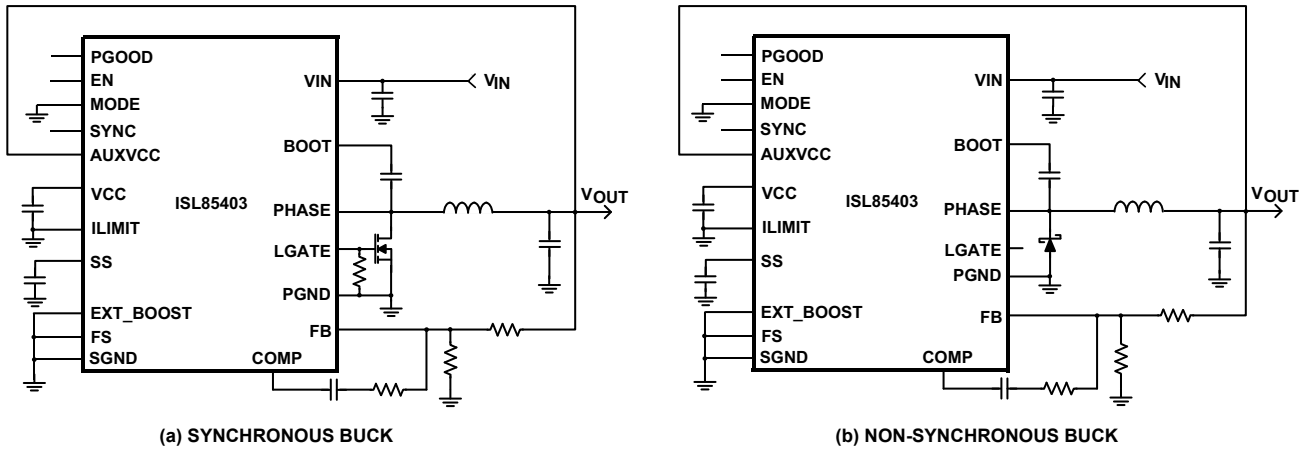 PGOOD
EN
MODE
SYNC
AUXVCC
VCC
ILIMIT
SS
EXT_BOOST
FS
SGND
ISL85403
VIN
BOOT
PHASE
LGATE
PGND
FB
COMP
VIN
VOUT
(a) SYNCHRONOUS BUCK
PGOOD
EN
MODE
SYNC
AUXVCC
VCC
ILIMIT
SS
EXT_BOOST
FS
SGND
ISL85403
VIN
BOOT
PHASE
LGATE
PGND
FB
COMP
VIN
VOUT
(b) NON-SYNCHRONOUS BUCK